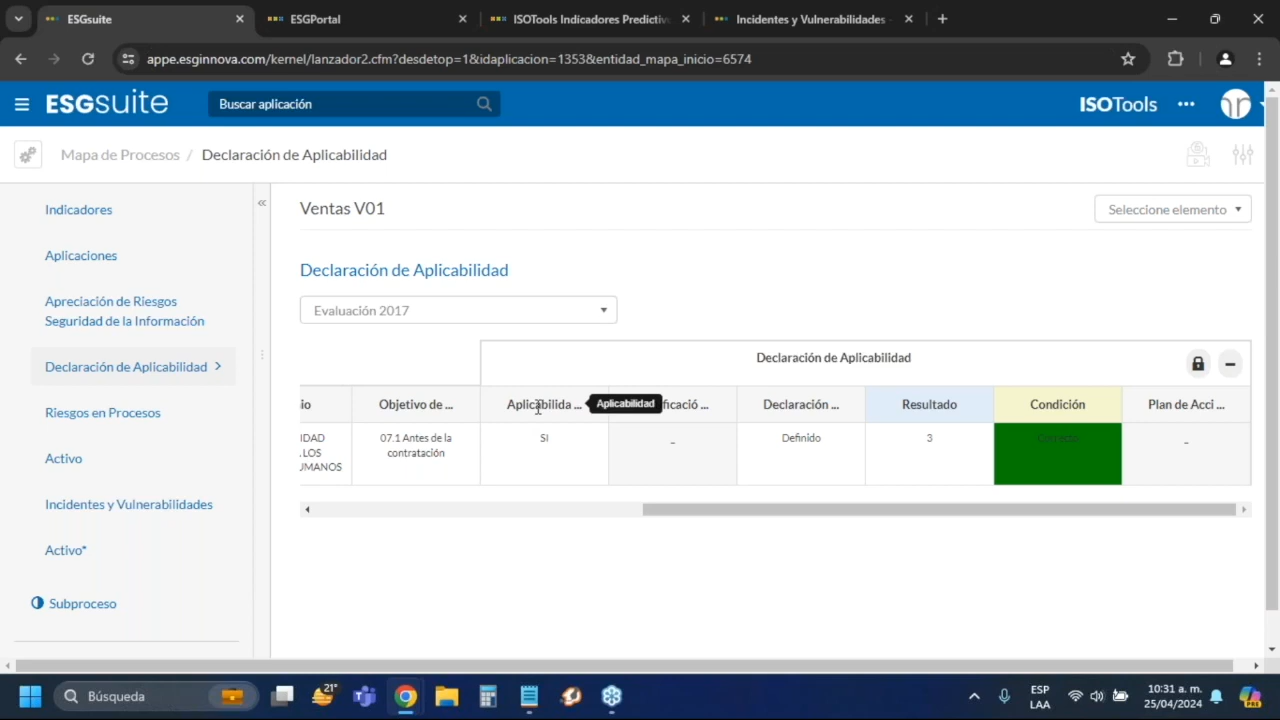 ESGsuite
ESGPortal
ISOTools Indicadores Predictiv
Incidentes y Vulnerabilidades -
appe.esginnova.com/kernel/lanzador2.cfm?desdetop=1&idaplicacion=1353&entidad_mapa_inicio=6574
ESGsuite
Buscar aplicación
ISOTools
Mapa de Procesos / Declaración de Aplicabilidad
Indicadores
Aplicaciones
Apreciación de Riesgos
Seguridad de la Información
Declaración de Aplicabilidad
Riesgos en Procesos
Activo
Incidentes y Vulnerabilidades
Activo*
Subproceso
Ventas V01
Seleccione elemento
Declaración de Aplicabilidad
Evaluación 2017
Declaración de Aplicabilidad
io
Objetivo de ...
Aplicabilida ...
Aplicabilidad
ficació ...
Declaración ...
Resultado
Condición
Plan de Acci ...
IDAD
LOS
UMANOS
07.1 Antes de la
contratación
SI
–
Definido
3
Correcto
–
Búsqueda
21°
ESP
LAA
10:31 a. m.
25/04/2024
PRE